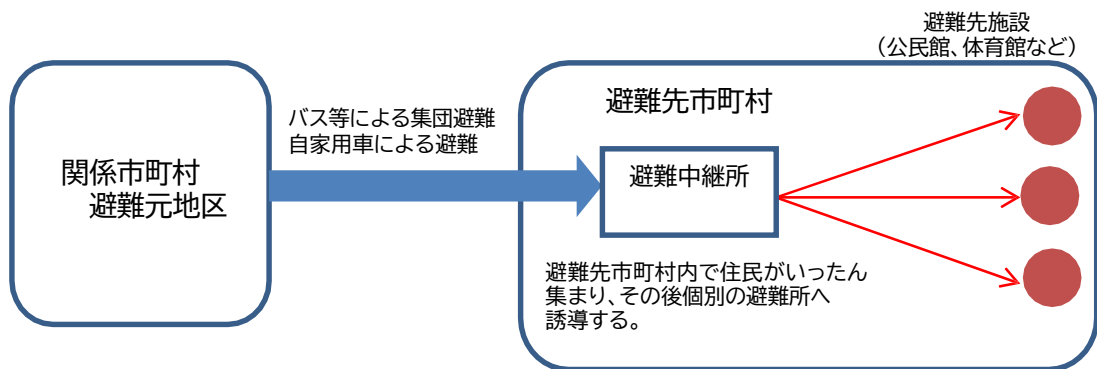 避難先施設
（公民館、体育館など）
避難先市町村
バス等による集団避難
自家用車による避難
関係市町村
避難元地区
避難中継所
避難先市町村内で住民がいったん
集まり、その後個別の避難所へ
誘導する。